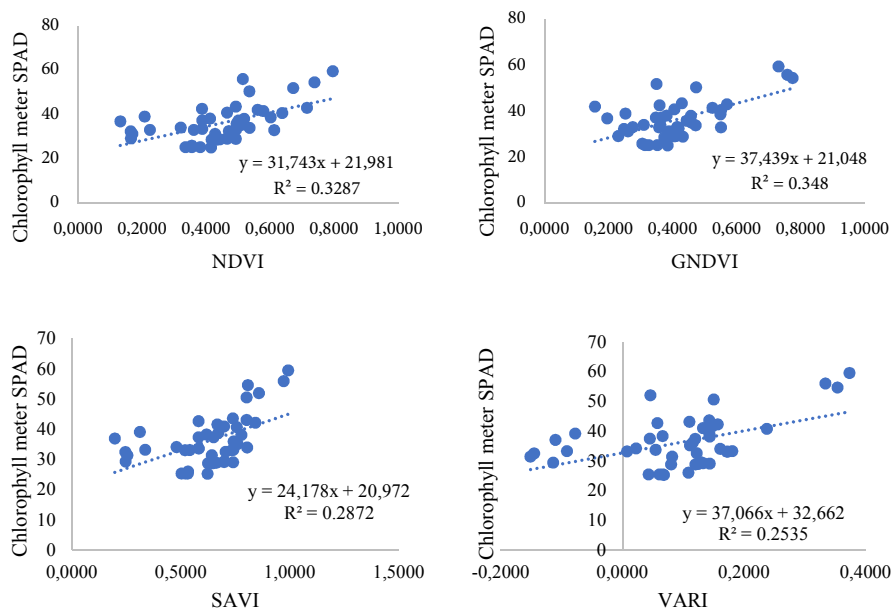 Chlorophyll meter SPAD
80
60
40
20
0
y = 31,743x + 21,981
R² = 0.3287
0,0000 0,2000 0,4000 0,6000 0,8000 1,0000
NDVI
Chlorophyll meter SPAD
80
60
40
20
0
y = 37,439x + 21,048
R² = 0.348
0,0000 0,2000 0,4000 0,6000 0,8000 1,0000
GNDVI
Chlorophyll meter SPAD
70
60
50
40
30
20
10
0
y = 24,178x + 20,972
R² = 0.2872
0,0000 0,5000 1,0000 1,5000
SAVI
Chlorophyll meter SPAD
70
60
50
40
30
20
10
0
y = 37,066x + 32,662
R² = 0.2535
-0,2000 0,0000 0,2000 0,4000
VARI